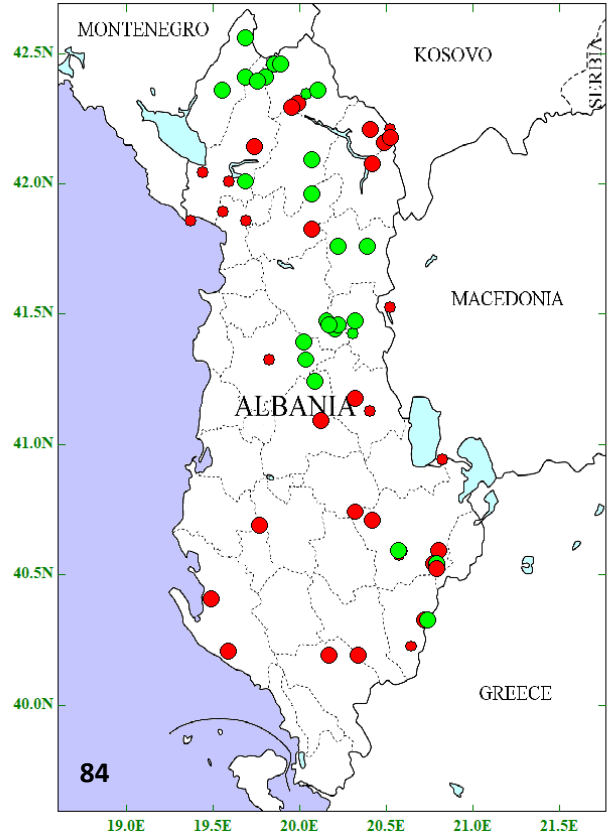 MONTENEGRO
42.5N
KOSOVO
SERBIA
42.0N
41.5N
MACEDONIA
ALBANIA
41.0N
40.5N
40.0N
GREECE
84
19.0E 19.5E 20.0E 20.5E 21.0E 21.5E